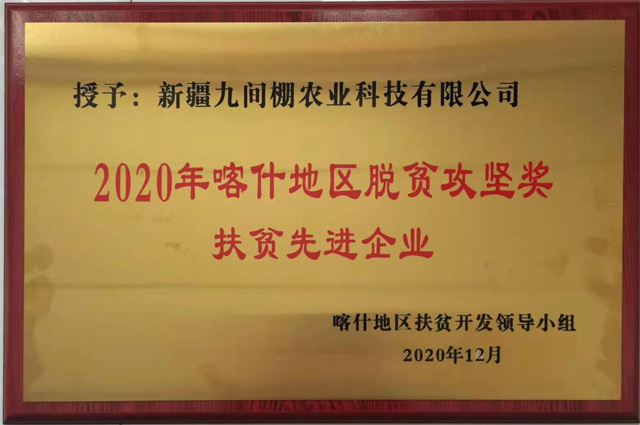 授予：新疆九间棚农业科技有限公司
2020年喀什地区脱贫攻坚奖
扶贫先进企业
喀什地区扶贫开发领导小组
2020年12月